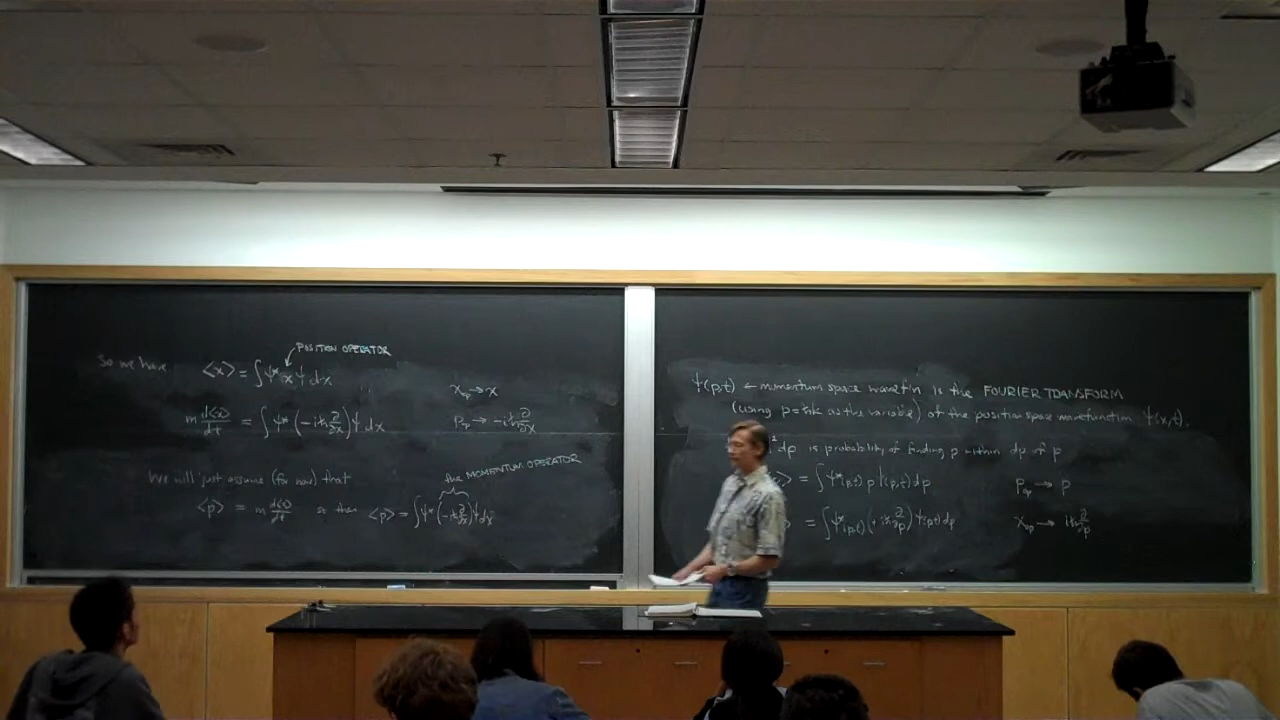 POSITION OPERATOR
So we have ⟨x⟩ = ∫ψ* x ψ dx
x_op → x
m d⟨x⟩/dt = ∫ψ* (-iħ ∂/∂x) ψ dx
p_op → -iħ ∂/∂x
We will just assume (for now) that
the MOMENTUM OPERATOR
⟨p⟩ = m d⟨x⟩/dt so then ⟨p⟩ = ∫ψ* (-iħ ∂/∂x) ψ dx
ψ(p,t) ← momentum space wavef'n is the FOURIER TRANSFORM
(using p=ħk as the variable) of the position space wavefunction ψ(x,t).
² dp is probability of finding p within dp of p
⟩ = ∫ψ*(p,t) p ψ(p,t) dp
p_op → p
⟩ = ∫ψ*(p,t) (+iħ ∂/∂p) ψ(p,t) dp
x_op → iħ ∂/∂p